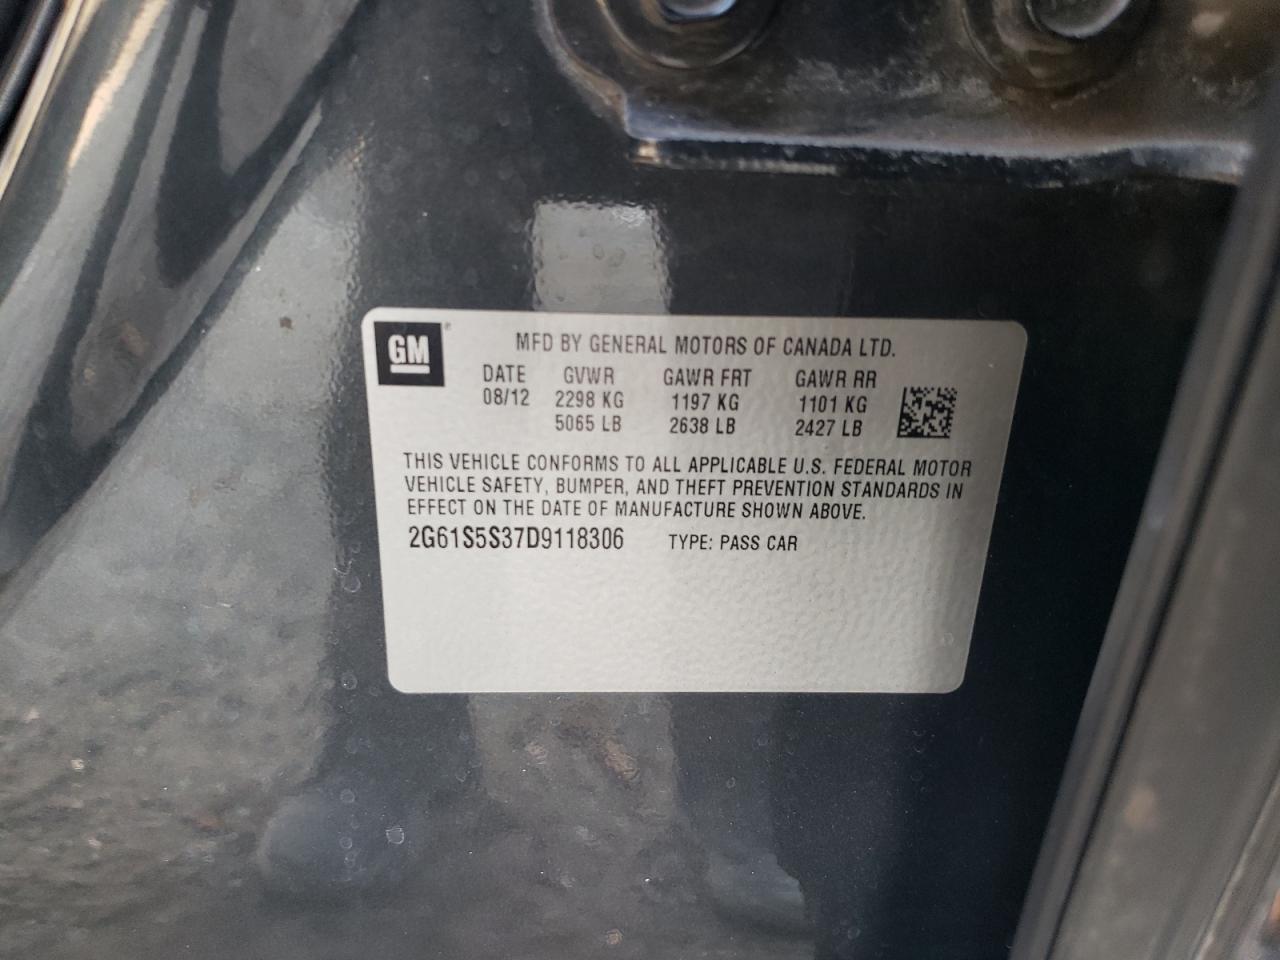 GM
MFD BY GENERAL MOTORS OF CANADA LTD.
DATE GVWR GAWR FRT GAWR RR
08/12 2298 KG 1197 KG 1101 KG
5065 LB 2638 LB 2427 LB
THIS VEHICLE CONFORMS TO ALL APPLICABLE U.S. FEDERAL MOTOR
VEHICLE SAFETY, BUMPER, AND THEFT PREVENTION STANDARDS IN
EFFECT ON THE DATE OF MANUFACTURE SHOWN ABOVE.
2G61S5S37D9118306 TYPE: PASS CAR